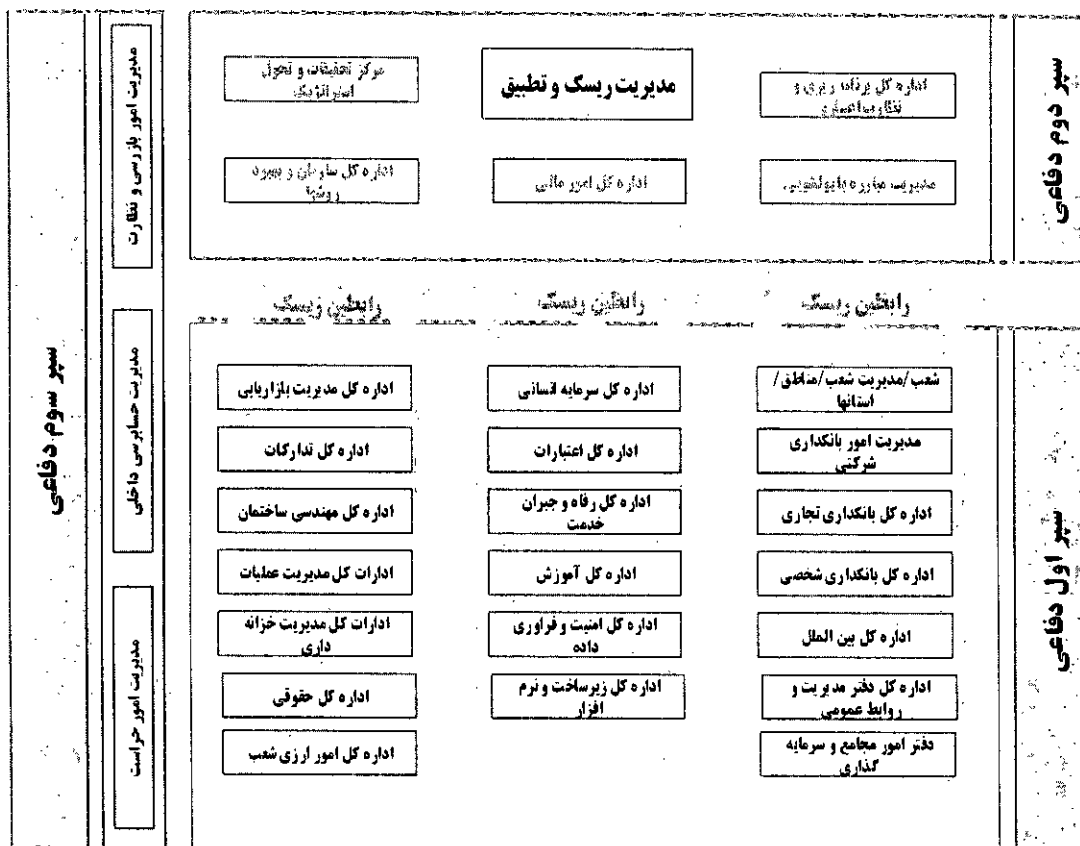 سپر دوم دفاعی
اداره کل برنامه ریزی و
مدیریت ریسک و تطبیق
مرکز تحقیقات و تحول
استراتژیک
مدیریت مبارزه باپولشویی
اداره کل امور مالی
اداره کل سازمان و بهبود
روشها
رابطین ریسک
رابطین ریسک
رابطین ریسک
سپر اول دفاعی
شعب/مدیریت شعب/مناطق/
استانها
مدیریت امور بانکداری
شرکتی
اداره کل بانکداری تجاری
اداره کل بانکداری شخصی
اداره کل بین الملل
اداره کل دفتر مدیریت و
روابط عمومی
دفتر امور مجامع و سرمایه
گذاری
اداره کل سرمایه انسانی
اداره کل اعتبارات
اداره کل رفاه و جبران
خدمت
اداره کل آموزش
اداره کل امنیت و فراوری
داده
اداره کل زیرساخت و نرم
افزار
اداره کل مدیریت بازاریابی
اداره کل تدارکات
اداره کل مهندسی ساختمان
ادارات کل مدیریت عملیات
ادارات کل مدیریت خزانه
داری
اداره کل حقوقی
اداره کل امور ارزی شعب
مدیریت امور بازرسی و نظارت
مدیریت حسابرسی داخلی
مدیریت امور حراست
سپر سوم دفاعی